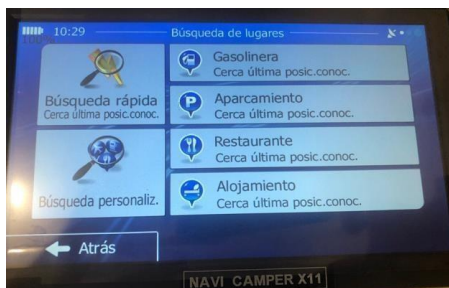 10:29
Búsqueda de lugares
100%
Búsqueda rápida
Cerca última posic.conoc.
Búsqueda personaliz.
Gasolinera
Cerca última posic.conoc.
P
Aparcamiento
Cerca última posic.conoc.
Restaurante
Cerca última posic.conoc.
Alojamiento
Cerca última posic.conoc.
Atrás
NAVI CAMPER X11